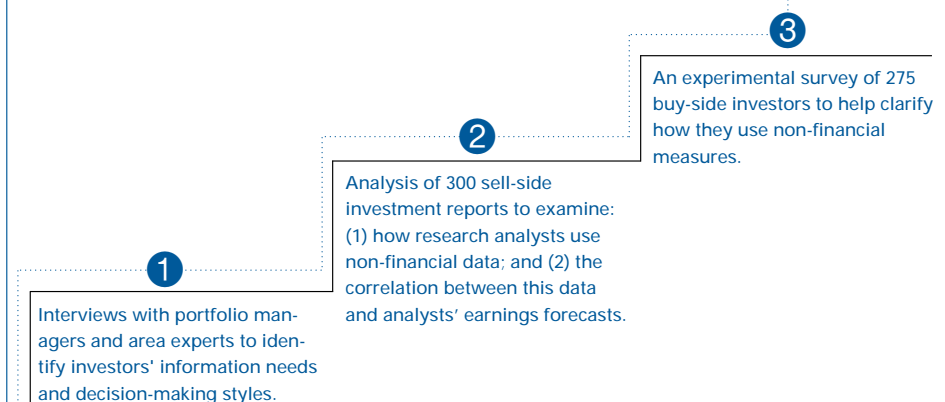 1
Interviews with portfolio man-
agers and area experts to iden-
tify investors' information needs
and decision-making styles.
2
Analysis of 300 sell-side
investment reports to examine:
(1) how research analysts use
non-financial data; and (2) the
correlation between this data
and analysts’ earnings forecasts.
3
An experimental survey of 275
buy-side investors to help clarify
how they use non-financial
measures.